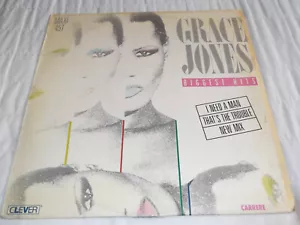 GRACE
JONES
BIGGEST HITS
I NEED A MAN
THAT'S THE TROUBLE
NEW MIX
CLEVER
CARRERE